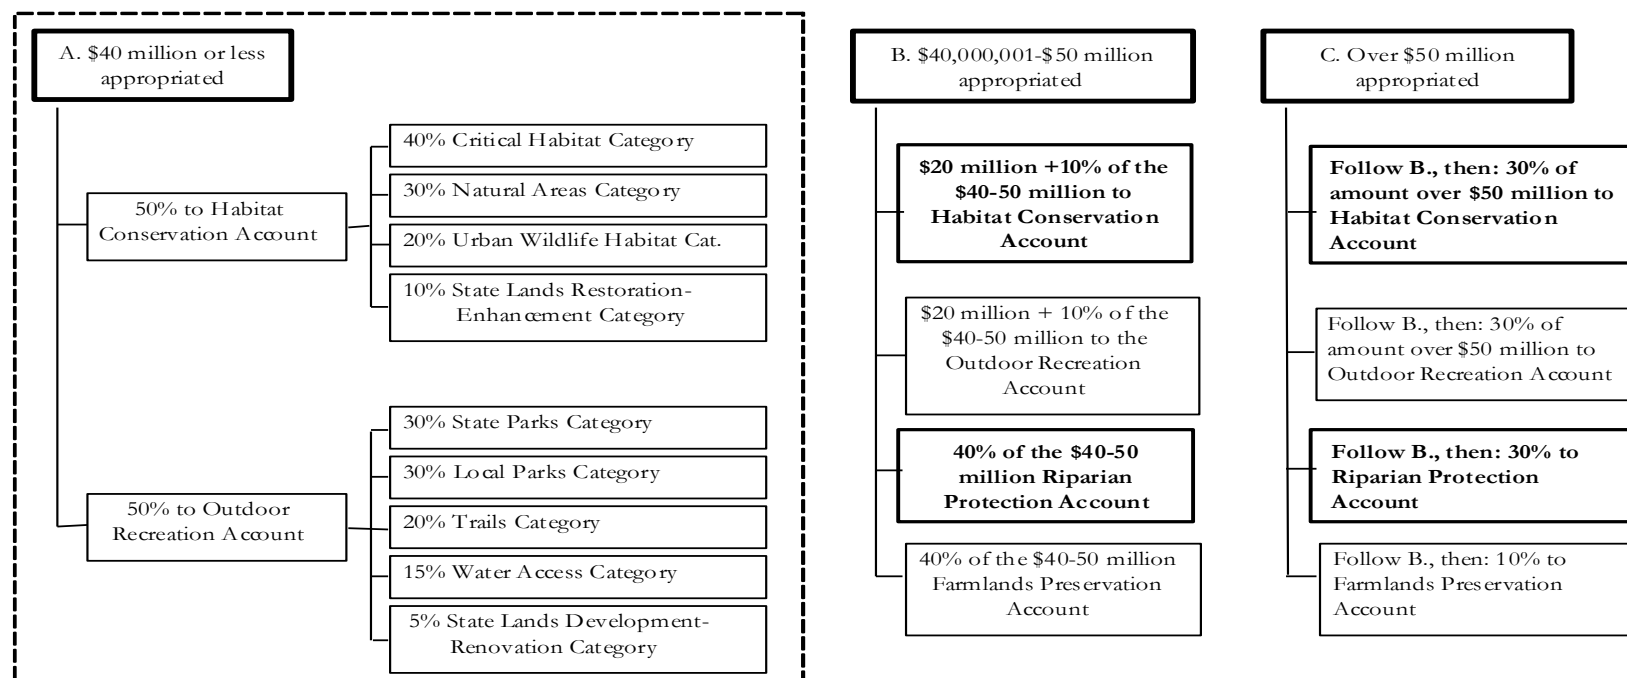 A. $40 million or less
appropriated
50% to Habitat
Conservation Account
40% Critical Habitat Category
30% Natural Areas Category
20% Urban Wildlife Habitat Cat.
10% State Lands Restoration-
Enhancement Category
50% to Outdoor
Recreation Account
30% State Parks Category
30% Local Parks Category
20% Trails Category
15% Water Access Category
5% State Lands Development-
Renovation Category
B. $40,000,001-$50 million
appropriated
$20 million +10% of the
$40-50 million to
Habitat Conservation
Account
$20 million + 10% of the
$40-50 million to the
Outdoor Recreation
Account
40% of the $40-50
million Riparian
Protection Account
40% of the $40-50 million
Farmlands Preservation
Account
C. Over $50 million
appropriated
Follow B., then: 30% of
amount over $50 million to
Habitat Conservation
Account
Follow B., then: 30% of
amount over $50 million to
Outdoor Recreation Account
Follow B., then: 30% to
Riparian Protection
Account
Follow B., then: 10% to
Farmlands Preservation
Account